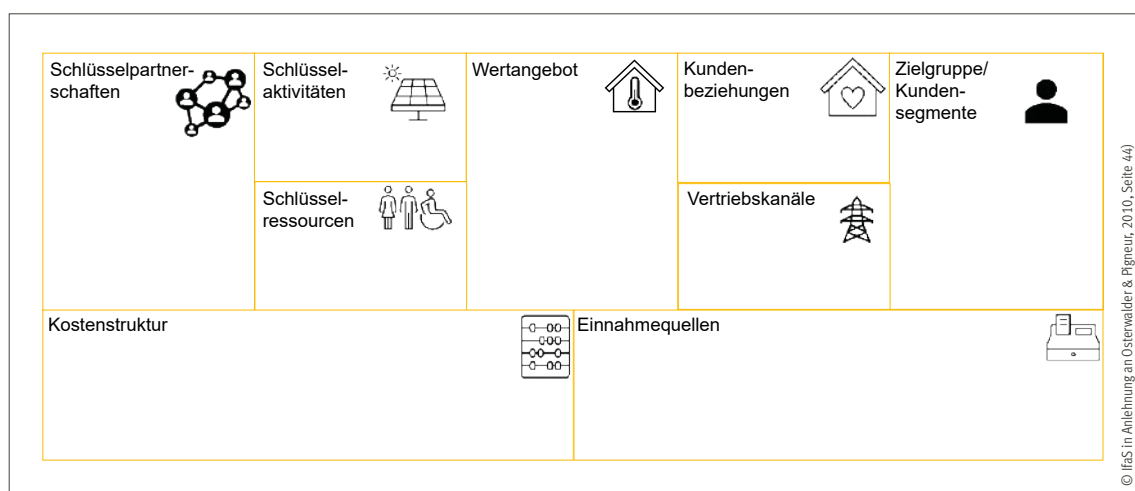 Schlüsselpartner-
schaften
Schlüssel-
aktivitäten
Schlüssel-
ressourcen
Wertangebot
Kunden-
beziehungen
Vertriebskanäle
Zielgruppe/
Kunden-
segmente
Kostenstruktur
Einnahmequellen
© IfaS in Anlehnung an Osterwalder & Pigneur, 2010, Seite 44)